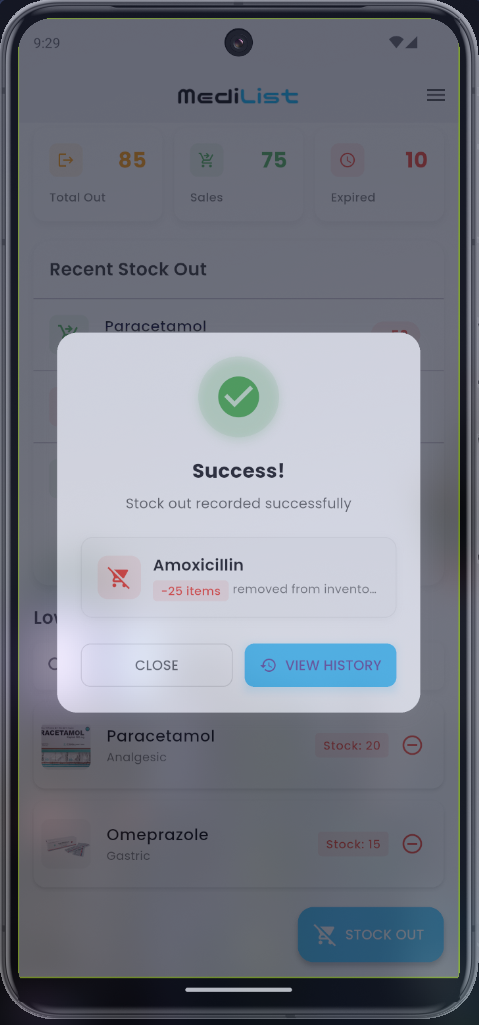 9:29
MediList
85
75
10
Total Out
Sales
Expired
Recent Stock Out
Paracetamol
Success!
Stock out recorded successfully
Amoxicillin
-25 items removed from invento...
CLOSE
VIEW HISTORY
Paracetamol
Analgesic
Stock: 20
Omeprazole
Gastric
Stock: 15
STOCK OUT